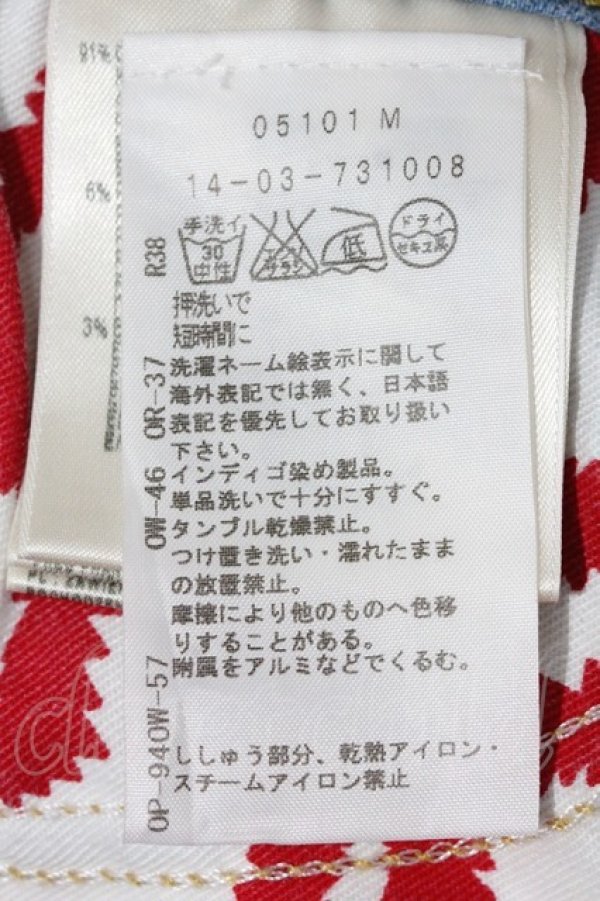 91%
6%
3%
05101 M
14-03-731008
手洗イ
30
中性
サラシ
低
ドライ
セキユ系
R38
押洗いで
短時間に
OR-37
洗濯ネーム絵表示に関して
海外表記では無く、日本語
表記を優先してお取り扱い
下さい。
OW-46
インディゴ染め製品。
単品洗いで十分にすすぐ。
タンブル乾燥禁止。
つけ置き洗い・濡れたまま
の放置禁止。
摩擦により他のものへ色移
りすることがある。
附属をアルミなどでくるむ。
OP-940W-57
ししゅう部分、乾熱アイロン・
スチームアイロン禁止